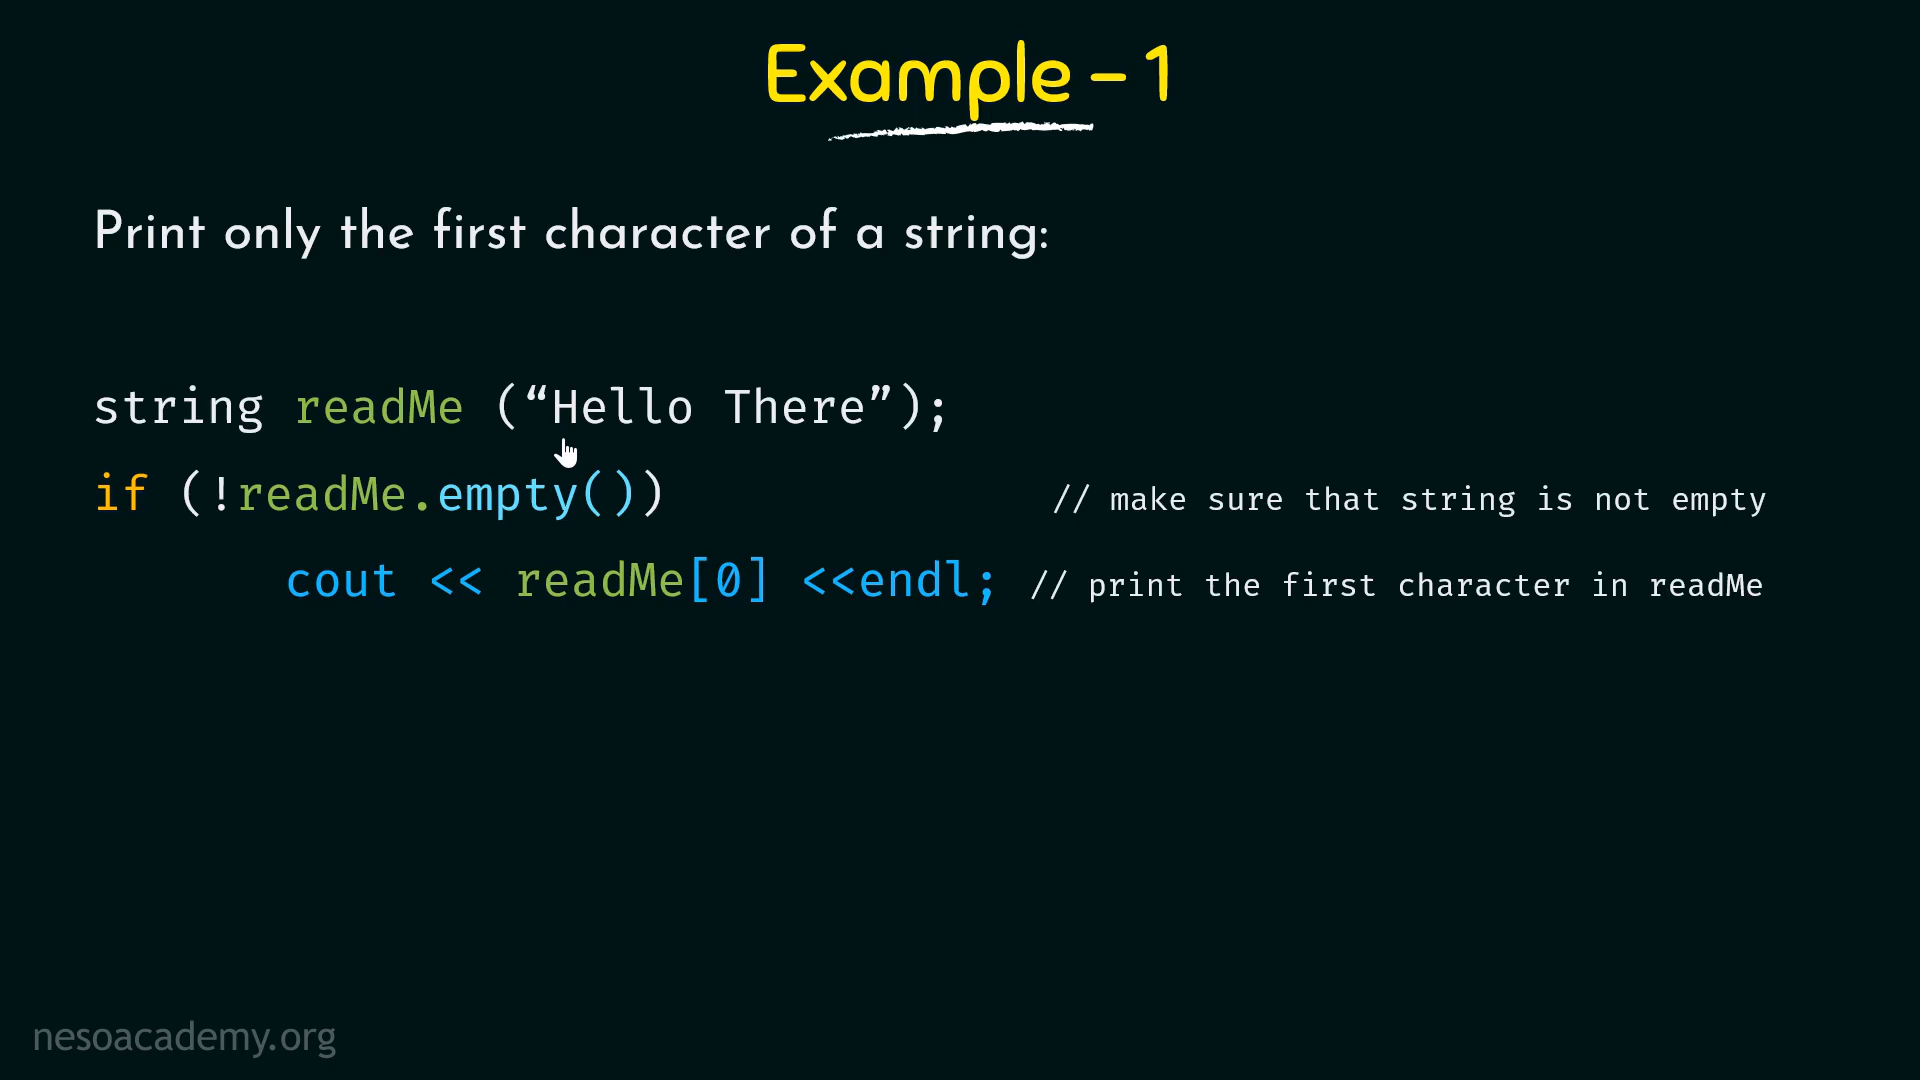 Example – 1
Print only the first character of a string:
string readMe (“Hello There”);
if (!readMe.empty()) // make sure that string is not empty
cout << readMe[0] <<endl; // print the first character in readMe
nesoacademy.org